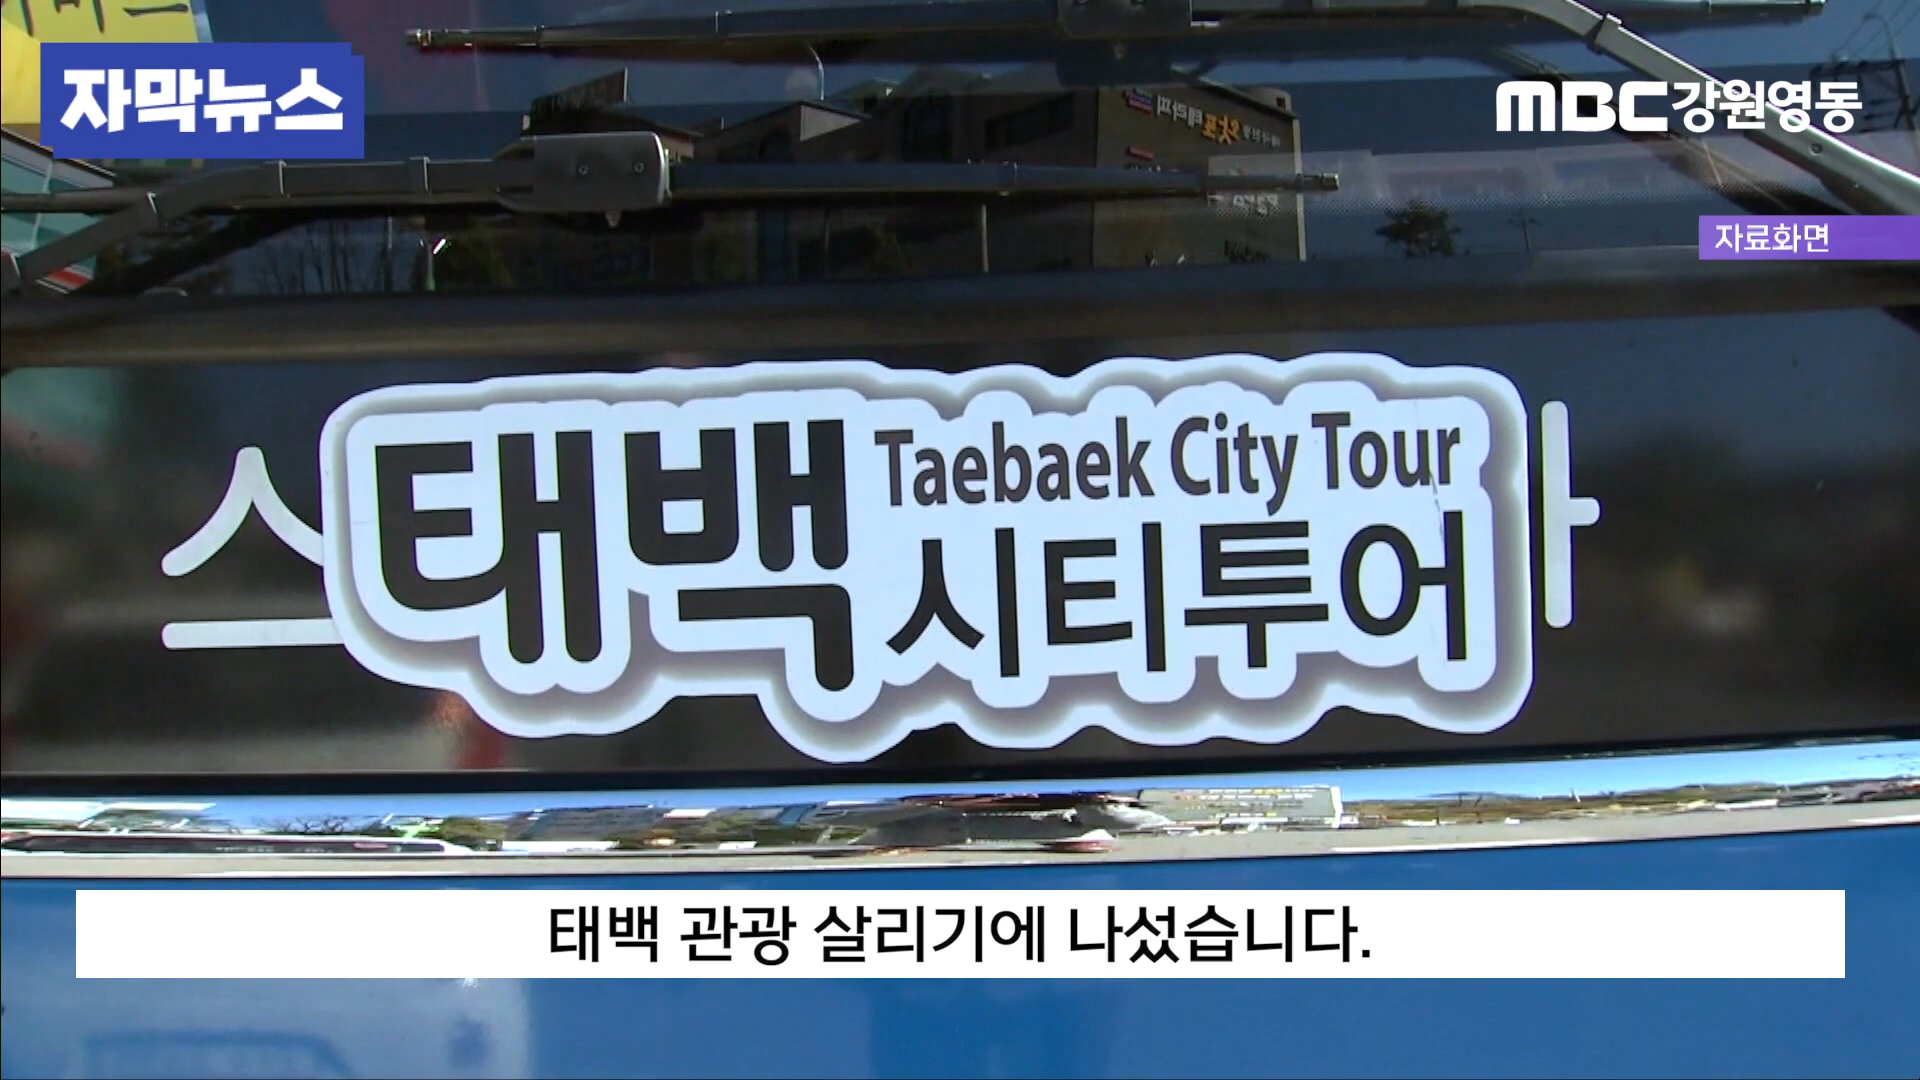 자막뉴스
MBC강원영동
자료화면
태백
Taebaek City Tour
시티투어
태백 관광 살리기에 나섰습니다.